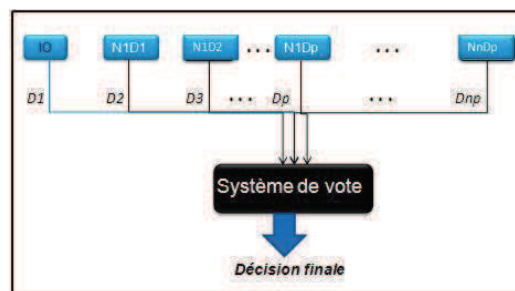 IO N1D1 N1D2 ... N1Dp ... NnDp
D1 D2 D3 ... Dp ... Dnp
Système de vote
Décision finale